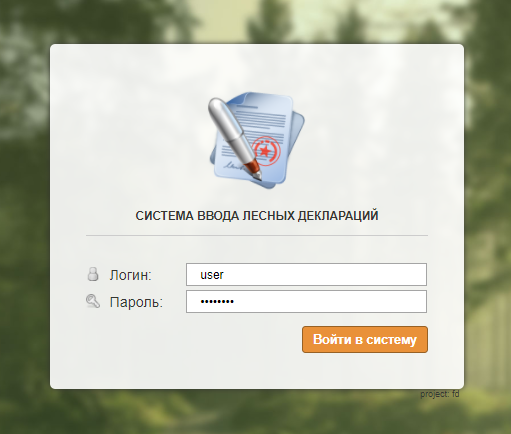 СИСТЕМА ВВОДА ЛЕСНЫХ ДЕКЛАРАЦИЙ
Логин: user
Пароль: ••••••••
Войти в систему
project: fd